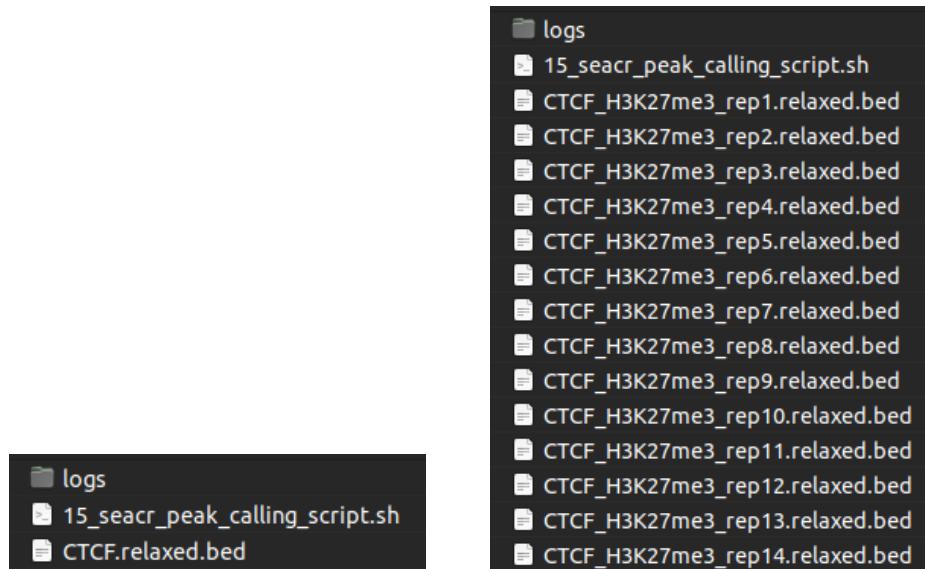 logs
15_seacr_peak_calling_script.sh
CTCF.relaxed.bed
logs
15_seacr_peak_calling_script.sh
CTCF_H3K27me3_rep1.relaxed.bed
CTCF_H3K27me3_rep2.relaxed.bed
CTCF_H3K27me3_rep3.relaxed.bed
CTCF_H3K27me3_rep4.relaxed.bed
CTCF_H3K27me3_rep5.relaxed.bed
CTCF_H3K27me3_rep6.relaxed.bed
CTCF_H3K27me3_rep7.relaxed.bed
CTCF_H3K27me3_rep8.relaxed.bed
CTCF_H3K27me3_rep9.relaxed.bed
CTCF_H3K27me3_rep10.relaxed.bed
CTCF_H3K27me3_rep11.relaxed.bed
CTCF_H3K27me3_rep12.relaxed.bed
CTCF_H3K27me3_rep13.relaxed.bed
CTCF_H3K27me3_rep14.relaxed.bed